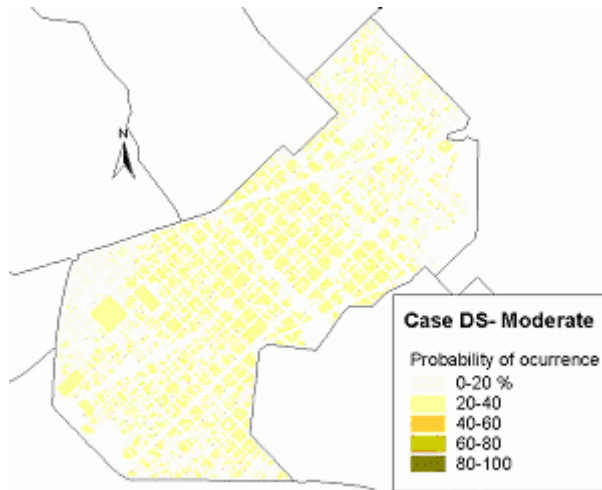 N
Case DS- Moderate
Probability of ocurrence
0-20 %
20-40
40-60
60-80
80-100